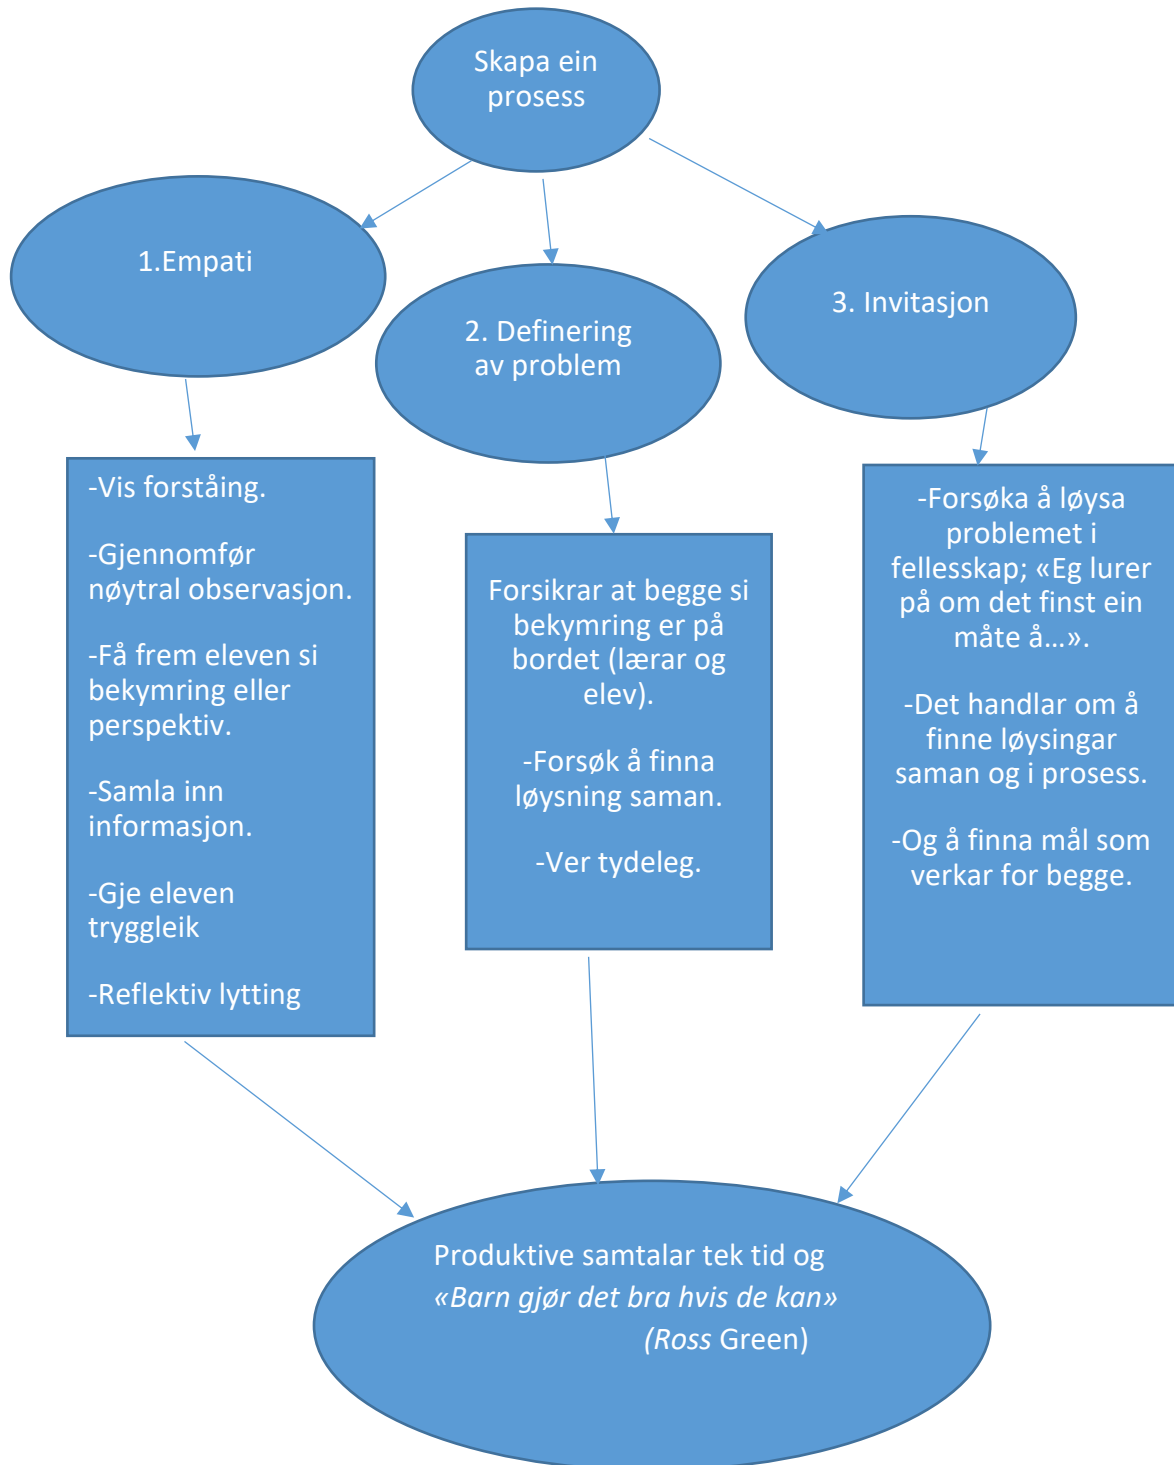 Skapa ein
prosess
1.Empati
2. Definering
av problem
3. Invitasjon
-Vis forståing.
-Gjennomfør
nøytral observasjon.
-Få frem eleven si
bekymring eller
perspektiv.
-Samla inn
informasjon.
-Gje eleven
tryggleik
-Reflektiv lytting
Forsikrar at begge si
bekymring er på
bordet (lærar og
elev).
-Forsøk å finna
løysning saman.
-Ver tydeleg.
-Forsøka å løysa
problemet i
fellesskap; «Eg lurer
på om det finst ein
måte å...».
-Det handlar om å
finne løysingar
saman og i prosess.
-Og å finna mål som
verkar for begge.
Produktive samtalar tek tid og
«Barn gjør det bra hvis de kan»
(Ross Green)